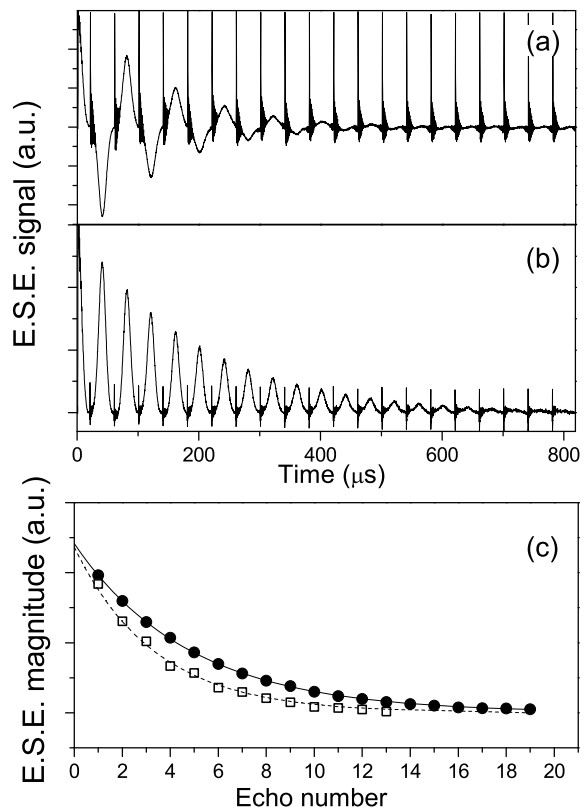 (a)
E.S.E. signal (a.u.)
(b)
0 200 400 600 800
Time (μs)
(c)
E.S.E. magnitude (a.u.)
0 2 4 6 8 10 12 14 16 18 20
Echo number